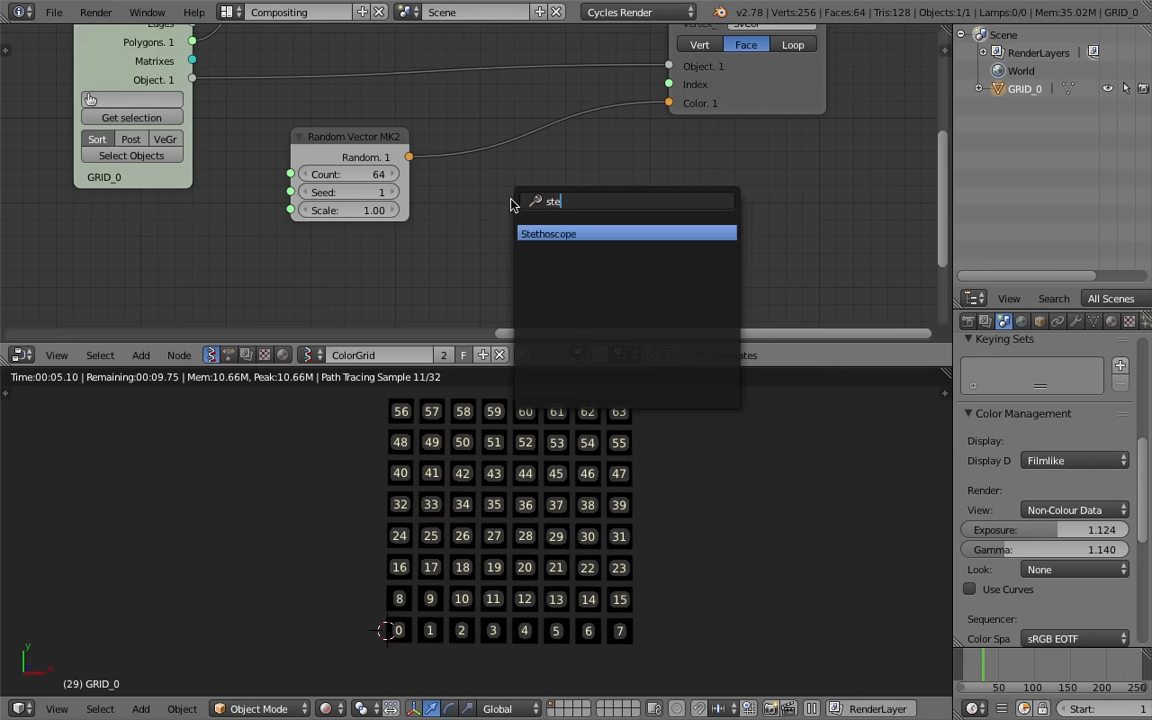 File Render Window Help Compositing Scene Cycles Render v2.78 | Verts:256 | Faces:64 | Tris:128 | Objects:1/1 | Lamps:0/0 | Mem:35.02M | GRID_0
Polygons. 1
Matrixes
Object. 1
Get selection
Sort Post VeGr
Select Objects
GRID_0
Random Vector MK2
Random. 1
Count: 64
Seed: 1
Scale: 1.00
Vert Face Loop
Object. 1
Index
Color. 1
ste
Stethoscope
Scene
RenderLayers
World
GRID_0
View Search All Scenes
View Select Add Node ColorGrid 2 F
Time:00:05.10 | Remaining:00:09.75 | Mem:10.66M, Peak:10.66M | Path Tracing Sample 11/32
56 57 58 59 60 61 62 63
48 49 50 51 52 53 54 55
40 41 42 43 44 45 46 47
32 33 34 35 36 37 38 39
24 25 26 27 28 29 30 31
16 17 18 19 20 21 22 23
8 9 10 11 12 13 14 15
0 1 2 3 4 5 6 7
y
x
(29) GRID_0
View Select Add Object Object Mode Global RenderLayer
Keying Sets
Color Management
Display:
Display D Filmlike
Render:
View: Non-Colour Data
Exposure: 1.124
Gamma: 1.140
Look: None
Use Curves
Sequencer:
Color Spa sRGB EOTF
50 100 150 200 250
Start: 1